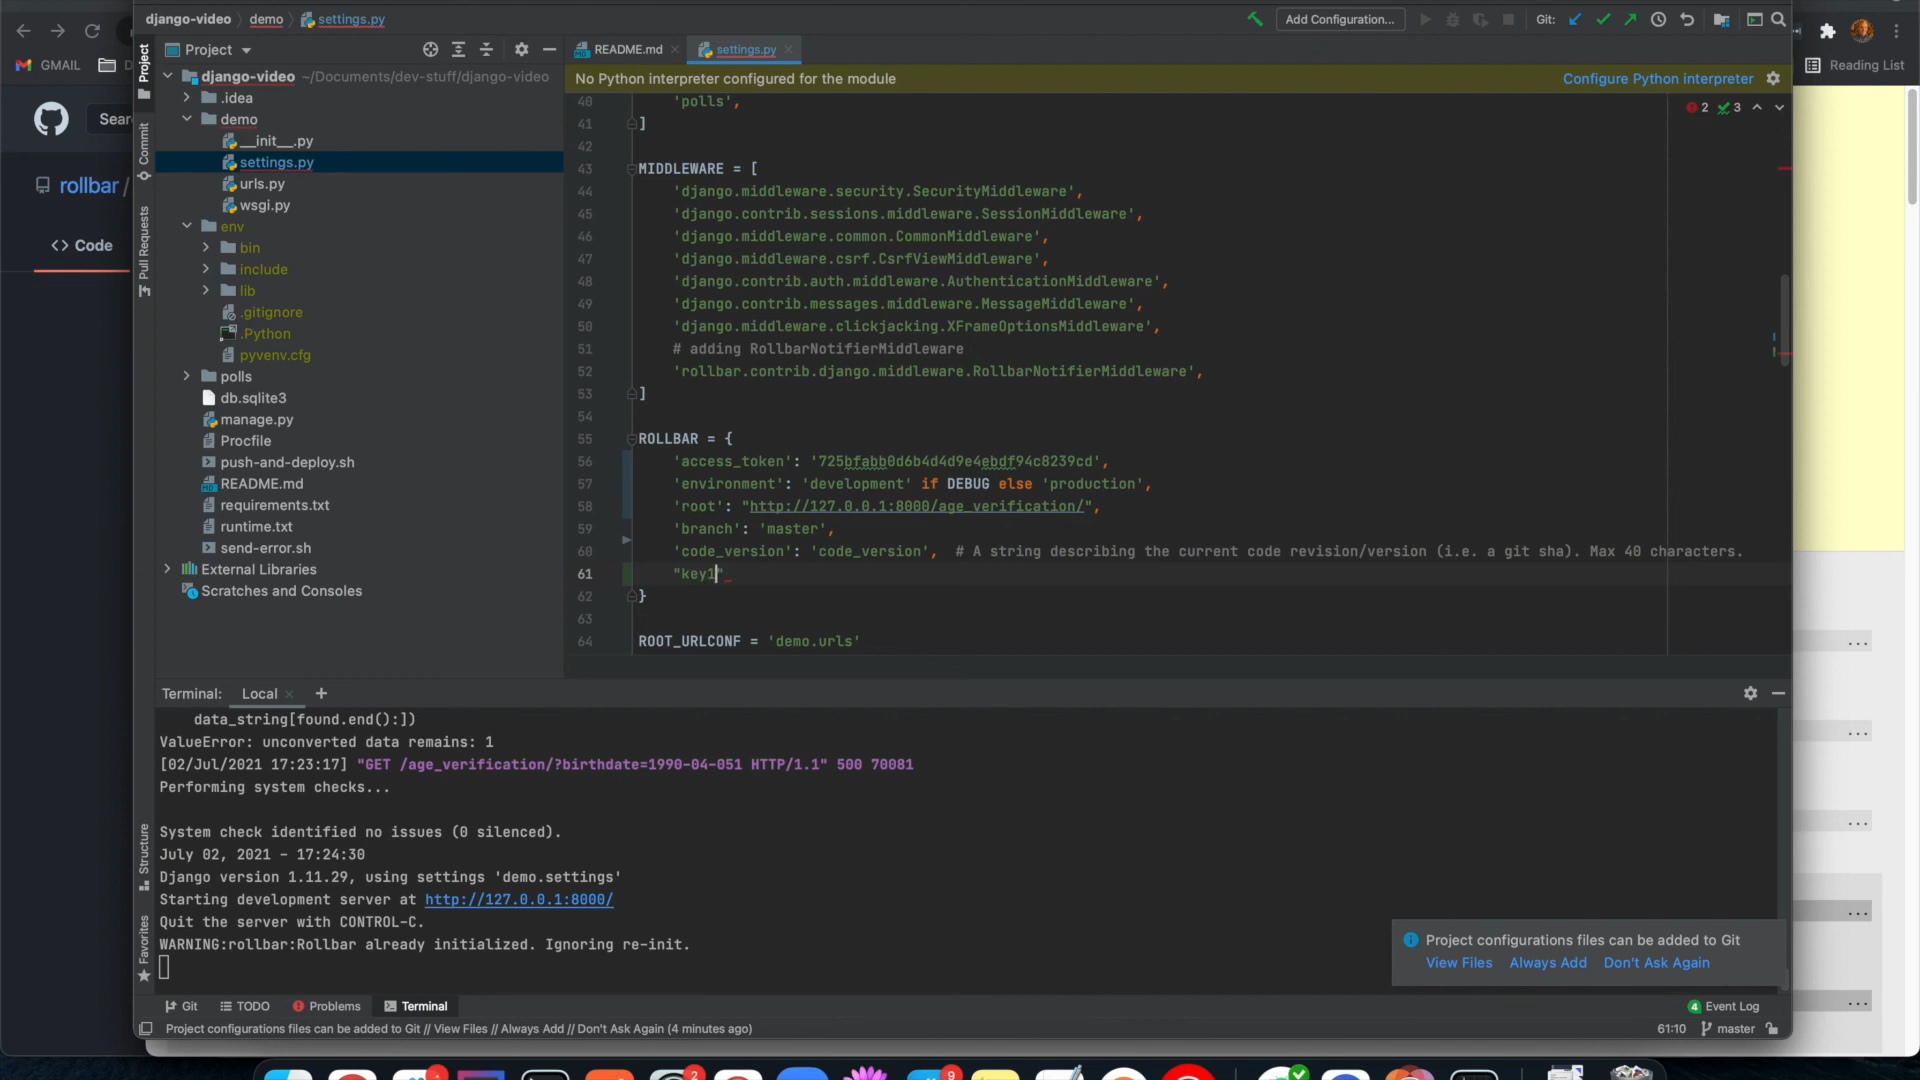 django-video demo settings.py
Add Configuration...
Git:
GMAIL
Reading List
Project
README.md
settings.py
django-video ~/Documents/dev-stuff/django-video
No Python interpreter configured for the module
Configure Python interpreter
.idea
demo
__init__.py
settings.py
urls.py
wsgi.py
env
bin
include
lib
.gitignore
.Python
pyvenv.cfg
polls
db.sqlite3
manage.py
Procfile
push-and-deploy.sh
README.md
requirements.txt
runtime.txt
send-error.sh
External Libraries
Scratches and Consoles
Project
Commit
Pull Requests
Structure
Favorites
rollbar /
Code
2 3
40 'polls',
41 ]
42
43 MIDDLEWARE = [
44 'django.middleware.security.SecurityMiddleware',
45 'django.contrib.sessions.middleware.SessionMiddleware',
46 'django.middleware.common.CommonMiddleware',
47 'django.middleware.csrf.CsrfViewMiddleware',
48 'django.contrib.auth.middleware.AuthenticationMiddleware',
49 'django.contrib.messages.middleware.MessageMiddleware',
50 'django.middleware.clickjacking.XFrameOptionsMiddleware',
51 # adding RollbarNotifierMiddleware
52 'rollbar.contrib.django.middleware.RollbarNotifierMiddleware',
53 ]
54
55 ROLLBAR = {
56 'access_token': '725bfabb0d6b4d4d9e4ebdf94c8239cd',
57 'environment': 'development' if DEBUG else 'production',
58 'root': "http://127.0.0.1:8000/age_verification/",
59 'branch': 'master',
60 'code_version': 'code_version', # A string describing the current code revision/version (i.e. a git sha). Max 40 characters.
61 "key1"
62 }
63
64 ROOT_URLCONF = 'demo.urls'
Terminal: Local
data_string[found.end():])
ValueError: unconverted data remains: 1
[02/Jul/2021 17:23:17] "GET /age_verification/?birthdate=1990-04-051 HTTP/1.1" 500 70081
Performing system checks...
System check identified no issues (0 silenced).
July 02, 2021 - 17:24:30
Django version 1.11.29, using settings 'demo.settings'
Starting development server at http://127.0.0.1:8000/
Quit the server with CONTROL-C.
WARNING:rollbar:Rollbar already initialized. Ignoring re-init.
Project configurations files can be added to Git
View Files Always Add Don't Ask Again
Git TODO Problems Terminal
4 Event Log
Project configurations files can be added to Git // View Files // Always Add // Don't Ask Again (4 minutes ago)
61:10 master
2
9